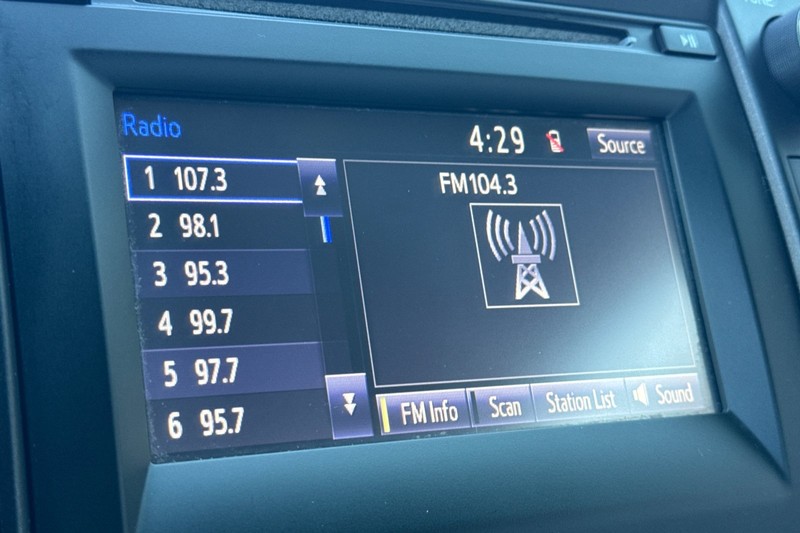 Radio
4:29
Source
1 107.3
2 98.1
3 95.3
4 99.7
5 97.7
6 95.7
FM104.3
FM Info
Scan
Station List
Sound